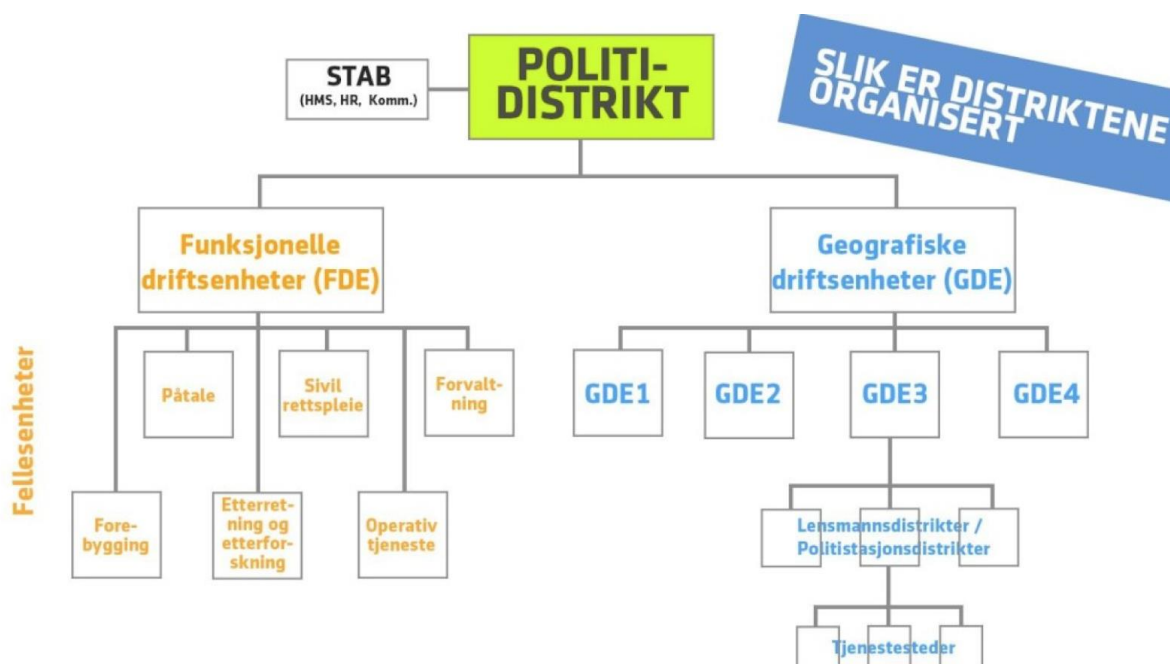 STAB
(HMS, HR, Komm.)
POLITI-
DISTRIKT
SLIK ER DISTRIKTENE
ORGANISERT
Funksjonelle
driftsenheter (FDE)
Geografiske
driftsenheter (GDE)
Fellesenheter
Påtale
Sivil
rettspleie
Forvalt-
ning
Fore-
bygging
Etterret-
ning og
etterfor-
skning
Operativ
tjeneste
GDE1
GDE2
GDE3
GDE4
Lensmannsdistrikter /
Politistasjonsdistrikter
Tjenestesteder